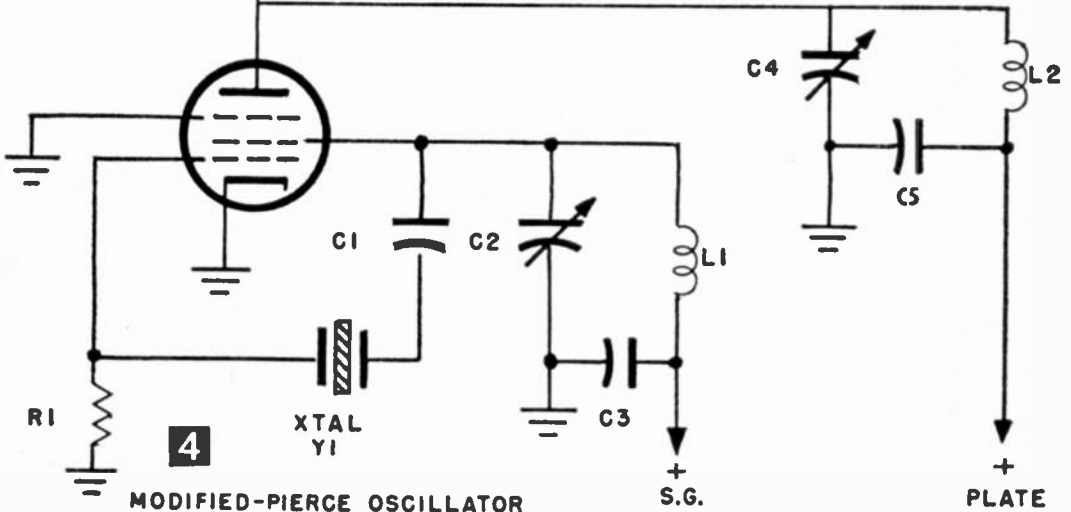 C4
L2
C5
C1
C2
L1
C3
R1
XTAL
Y1
4
+
S.G.
+
PLATE
MODIFIED-PIERCE OSCILLATOR